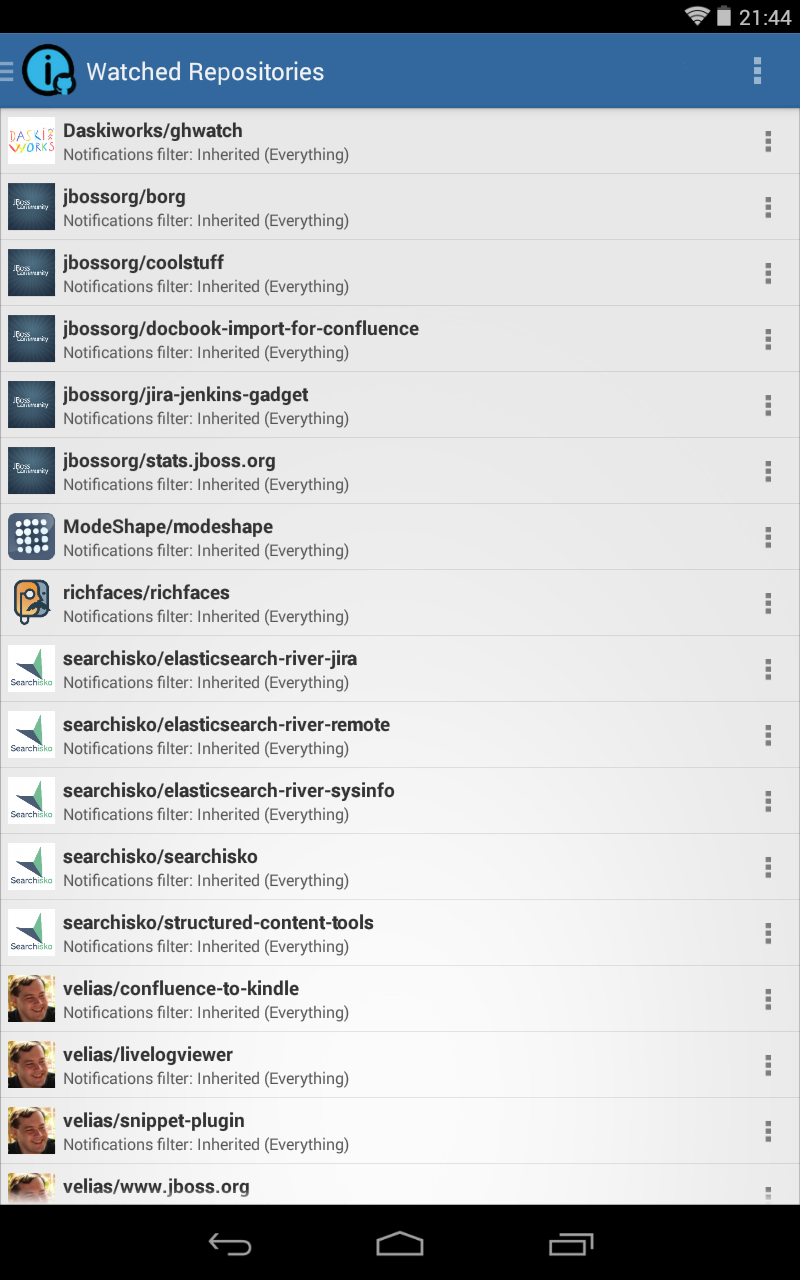 21:44
Watched Repositories
DASKI
WORKS
Daskiworks/ghwatch
Notifications filter: Inherited (Everything)
JBoss
Community
jbossorg/borg
Notifications filter: Inherited (Everything)
JBoss
Community
jbossorg/coolstuff
Notifications filter: Inherited (Everything)
JBoss
Community
jbossorg/docbook-import-for-confluence
Notifications filter: Inherited (Everything)
JBoss
Community
jbossorg/jira-jenkins-gadget
Notifications filter: Inherited (Everything)
JBoss
Community
jbossorg/stats.jboss.org
Notifications filter: Inherited (Everything)
ModeShape/modeshape
Notifications filter: Inherited (Everything)
richfaces/richfaces
Notifications filter: Inherited (Everything)
Searchisko
searchisko/elasticsearch-river-jira
Notifications filter: Inherited (Everything)
Searchisko
searchisko/elasticsearch-river-remote
Notifications filter: Inherited (Everything)
Searchisko
searchisko/elasticsearch-river-sysinfo
Notifications filter: Inherited (Everything)
Searchisko
searchisko/searchisko
Notifications filter: Inherited (Everything)
Searchisko
searchisko/structured-content-tools
Notifications filter: Inherited (Everything)
velias/confluence-to-kindle
Notifications filter: Inherited (Everything)
velias/livelogviewer
Notifications filter: Inherited (Everything)
velias/snippet-plugin
Notifications filter: Inherited (Everything)
velias/www.jboss.org